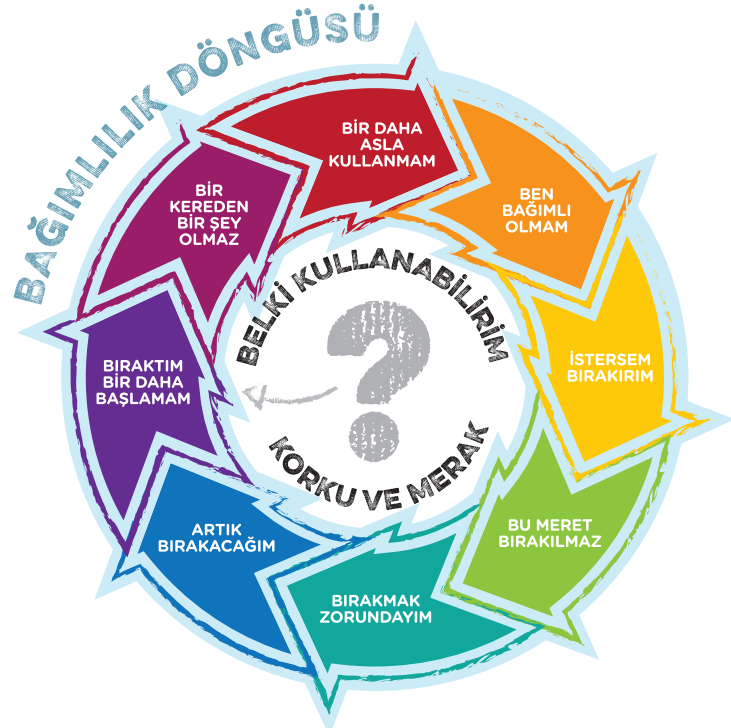 BAĞIMLILIK DÖNGÜSÜ
BİR DAHA
ASLA
KULLANMAM
BEN
BAĞIMLI
OLMAM
İSTERSEM
BIRAKIRIM
BU MERET
BIRAKILMAZ
BIRAKMAK
ZORUNDAYIM
ARTIK
BIRAKACAĞIM
BIRAKTIM
BİR DAHA
BAŞLAMAM
BİR
KEREDEN
BİR ŞEY
OLMAZ
BELKİ KULLANABİLİRİM
?
KORKU VE MERAK